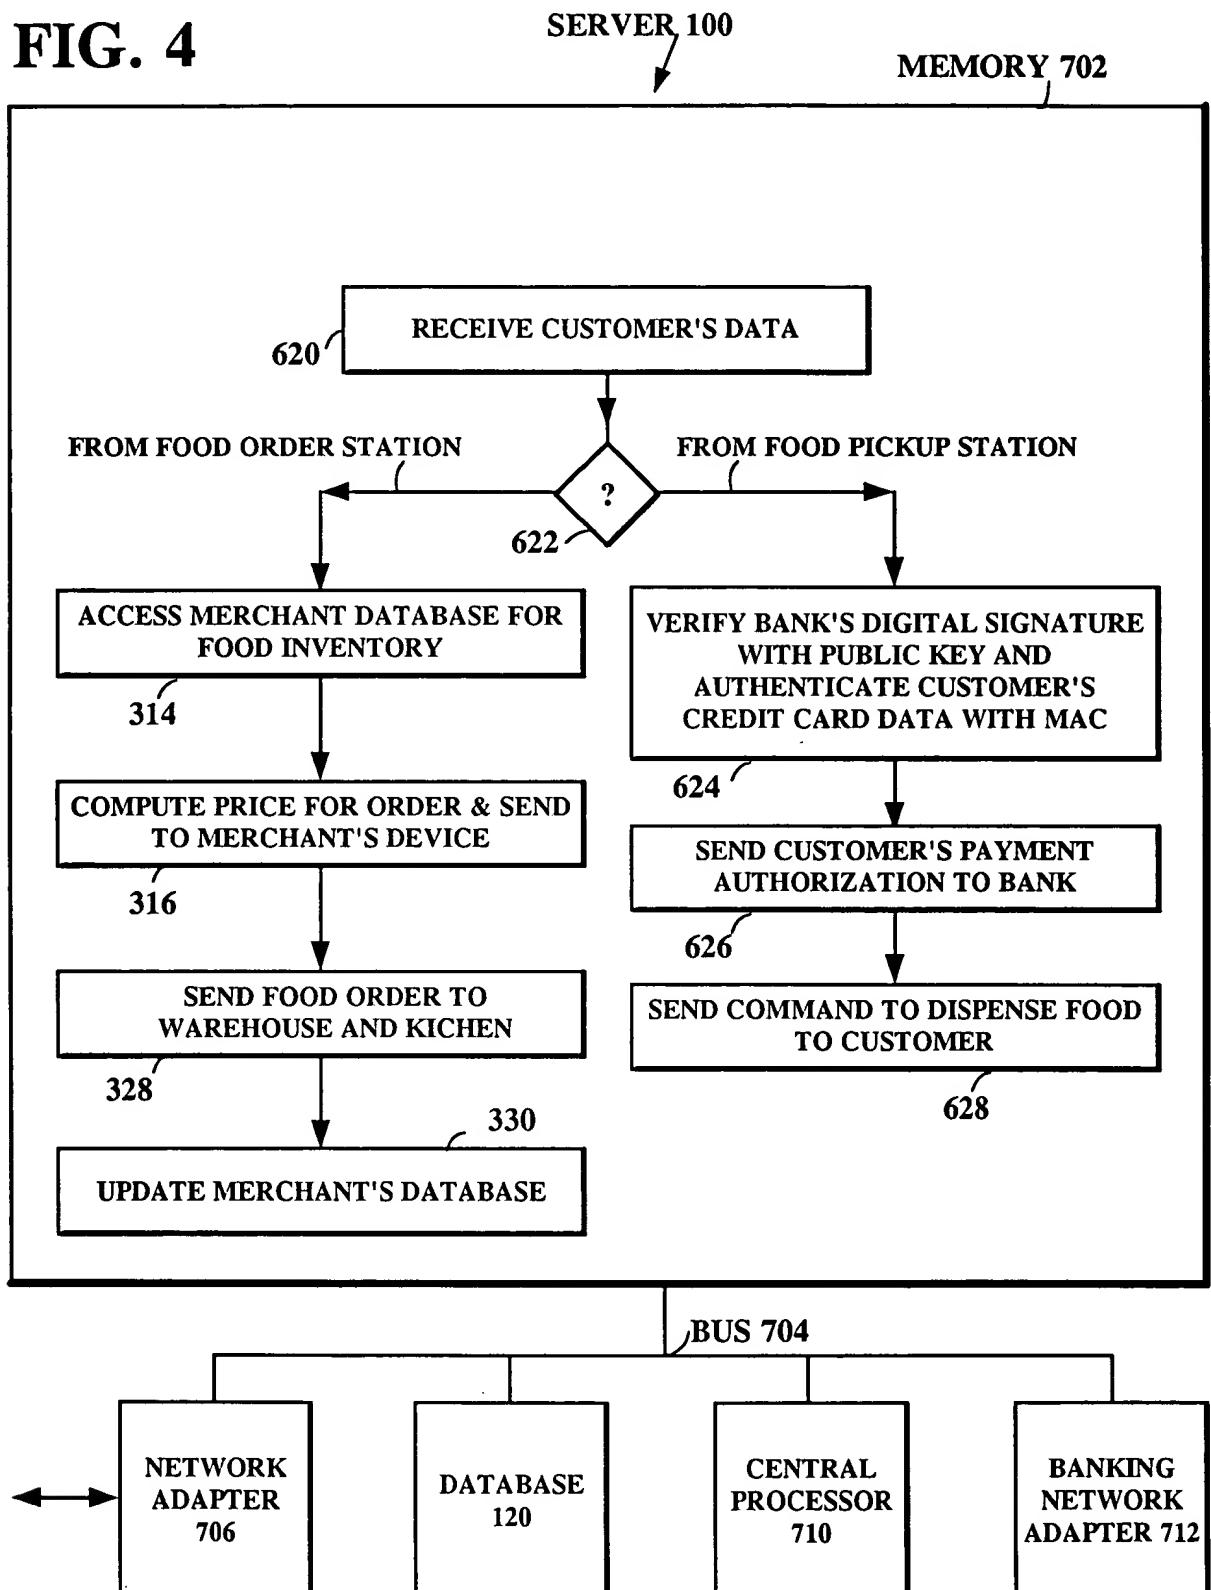 FIG. 4
SERVER 100
MEMORY 702
RECEIVE CUSTOMER'S DATA
620
FROM FOOD ORDER STATION
FROM FOOD PICKUP STATION
?
622
ACCESS MERCHANT DATABASE FOR
FOOD INVENTORY
314
VERIFY BANK'S DIGITAL SIGNATURE
WITH PUBLIC KEY AND
AUTHENTICATE CUSTOMER'S
CREDIT CARD DATA WITH MAC
624
COMPUTE PRICE FOR ORDER & SEND
TO MERCHANT'S DEVICE
316
SEND CUSTOMER'S PAYMENT
AUTHORIZATION TO BANK
626
SEND FOOD ORDER TO
WAREHOUSE AND KICHEN
328
SEND COMMAND TO DISPENSE FOOD
TO CUSTOMER
628
330
UPDATE MERCHANT'S DATABASE
BUS 704
NETWORK
ADAPTER
706
DATABASE
120
CENTRAL
PROCESSOR
710
BANKING
NETWORK
ADAPTER 712